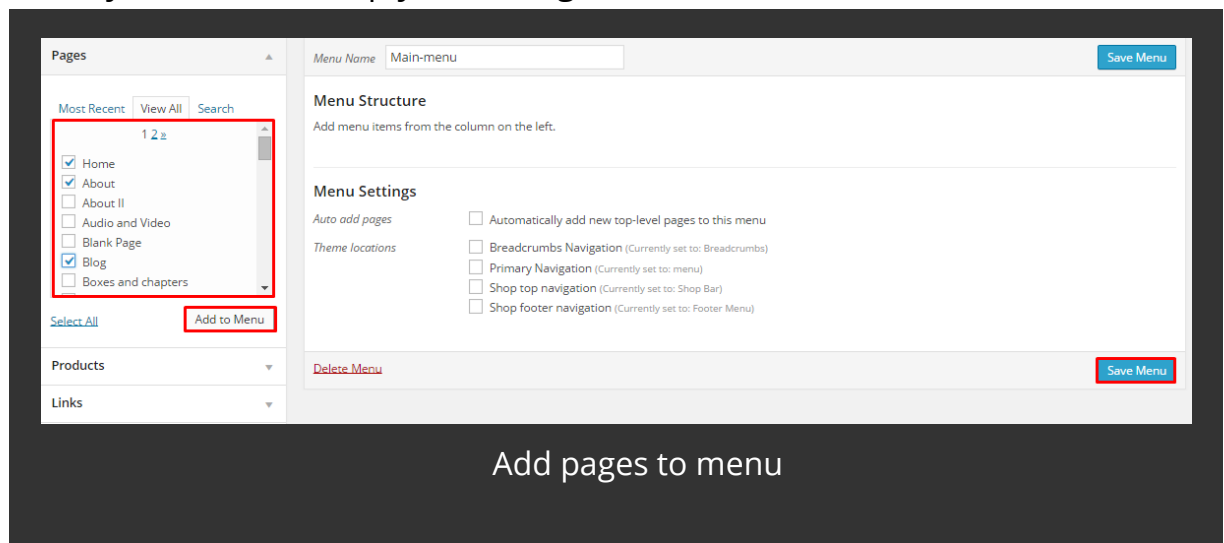 Pages
Most Recent View All Search
1 2 »
Home
About
About II
Audio and Video
Blank Page
Blog
Boxes and chapters
Select All
Add to Menu
Products
Links
Menu Name Main-menu
Save Menu
Menu Structure
Add menu items from the column on the left.
Menu Settings
Auto add pages Automatically add new top-level pages to this menu
Theme locations Breadcrumbs Navigation (Currently set to: Breadcrumbs)
Primary Navigation (Currently set to: menu)
Shop top navigation (Currently set to: Shop Bar)
Shop footer navigation (Currently set to: Footer Menu)
Delete Menu
Save Menu
Add pages to menu